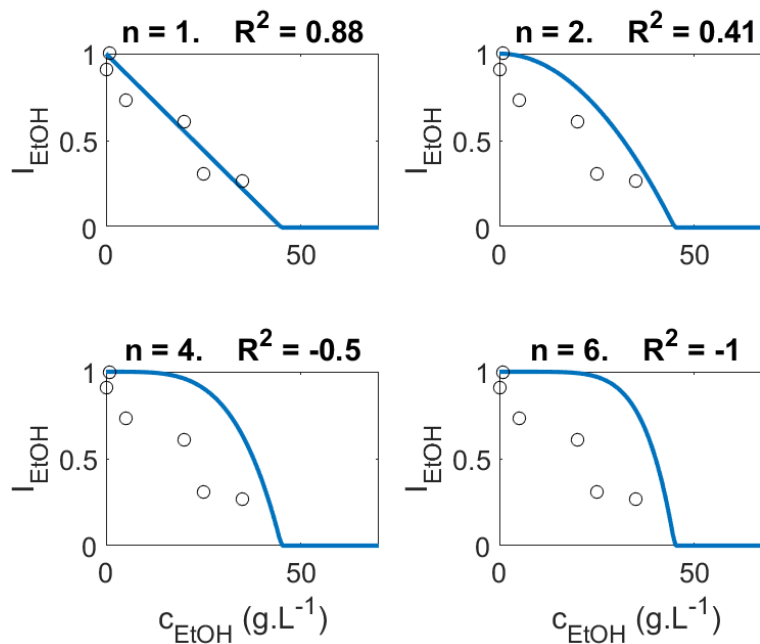 n = 1. R² = 0.88
n = 2. R² = 0.41
1
0.5
0
I_EtOH
0 50
1
0.5
0
I_EtOH
0 50
n = 4. R² = -0.5
n = 6. R² = -1
1
0.5
0
I_EtOH
0 50
c_EtOH (g.L⁻¹)
1
0.5
0
I_EtOH
0 50
c_EtOH (g.L⁻¹)